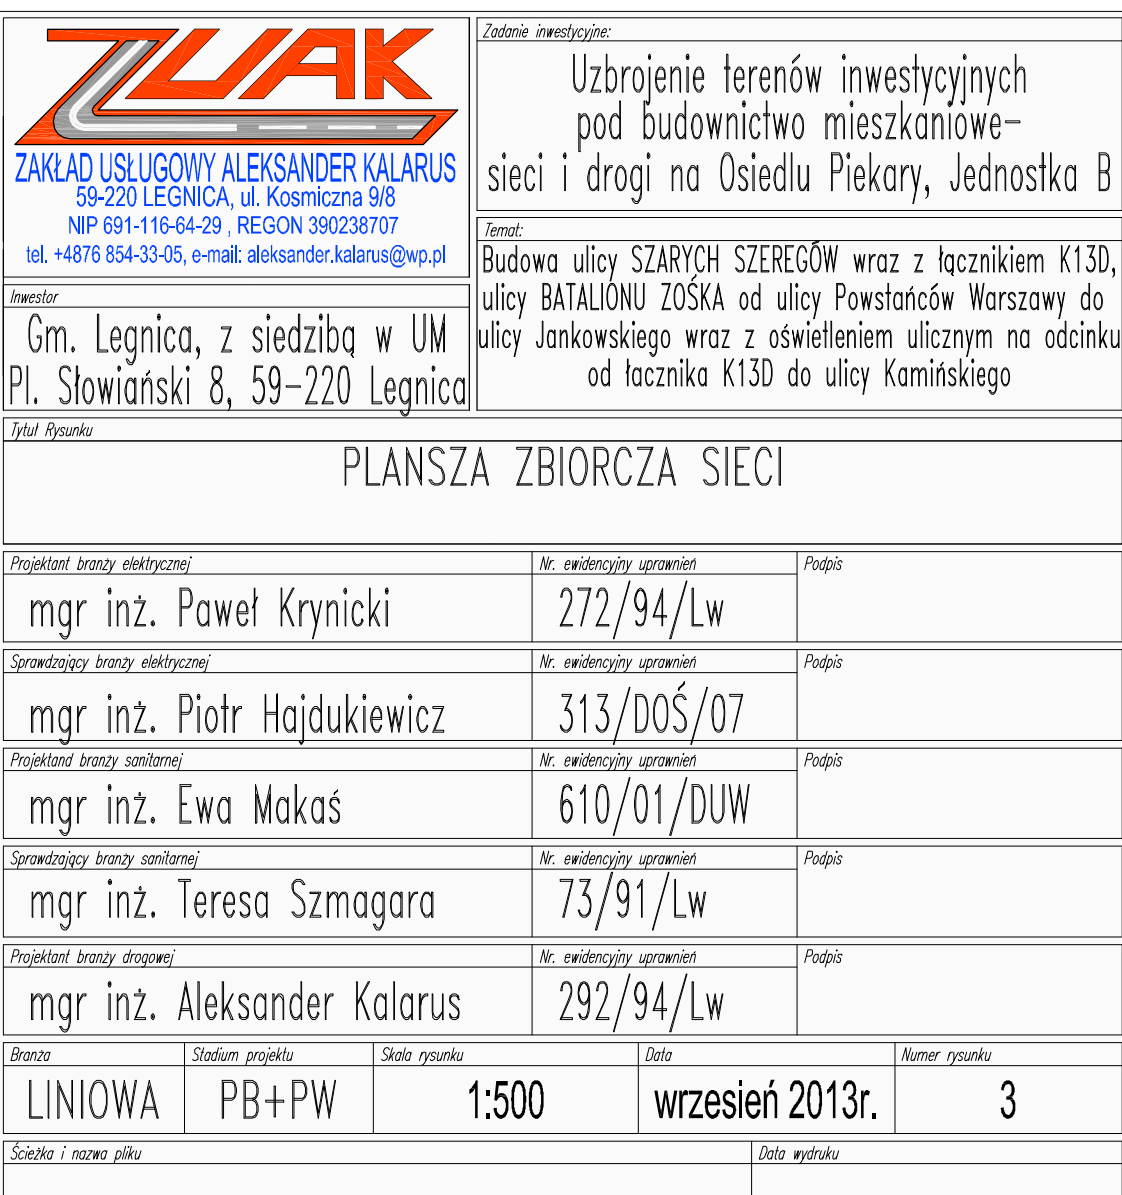 ZUAK
ZAKŁAD USŁUGOWY ALEKSANDER KALARUS
59-220 LEGNICA, ul. Kosmiczna 9/8
NIP 691-116-64-29 , REGON 390238707
tel. +4876 854-33-05, e-mail: aleksander.kalarus@wp.pl
Zadanie inwestycyjne:
Uzbrojenie terenów inwestycyjnych
pod budownictwo mieszkaniowe-
sieci i drogi na Osiedlu Piekary, Jednostka B
Inwestor
Gm. Legnica, z siedzibą w UM
Pl. Słowiański 8, 59-220 Legnica
Temat:
Budowa ulicy SZARYCH SZEREGÓW wraz z łącznikiem K13D,
ulicy BATALIONU ZOŚKA od ulicy Powstańców Warszawy do
ulicy Jankowskiego wraz z oświetleniem ulicznym na odcinku
od łacznika K13D do ulicy Kamińskiego
Tytuł Rysunku
PLANSZA ZBIORCZA SIECI
Projektant branży elektrycznej Nr. ewidencyjny uprawnień Podpis
mgr inż. Paweł Krynicki 272/94/Lw
Sprawdzający branży elektrycznej Nr. ewidencyjny uprawnień Podpis
mgr inż. Piotr Hajdukiewicz 313/DOŚ/07
Projektand branży sanitarnej Nr. ewidencyjny uprawnień Podpis
mgr inż. Ewa Makaś 610/01/DUW
Sprawdzający branży sanitarnej Nr. ewidencyjny uprawnień Podpis
mgr inż. Teresa Szmagara 73/91/Lw
Projektant branży drogowej Nr. ewidencyjny uprawnień Podpis
mgr inż. Aleksander Kalarus 292/94/Lw
Branża Stadium projektu Skala rysunku Data Numer rysunku
LINIOWA PB+PW 1:500 wrzesień 2013r. 3
Ścieżka i nazwa pliku Data wydruku